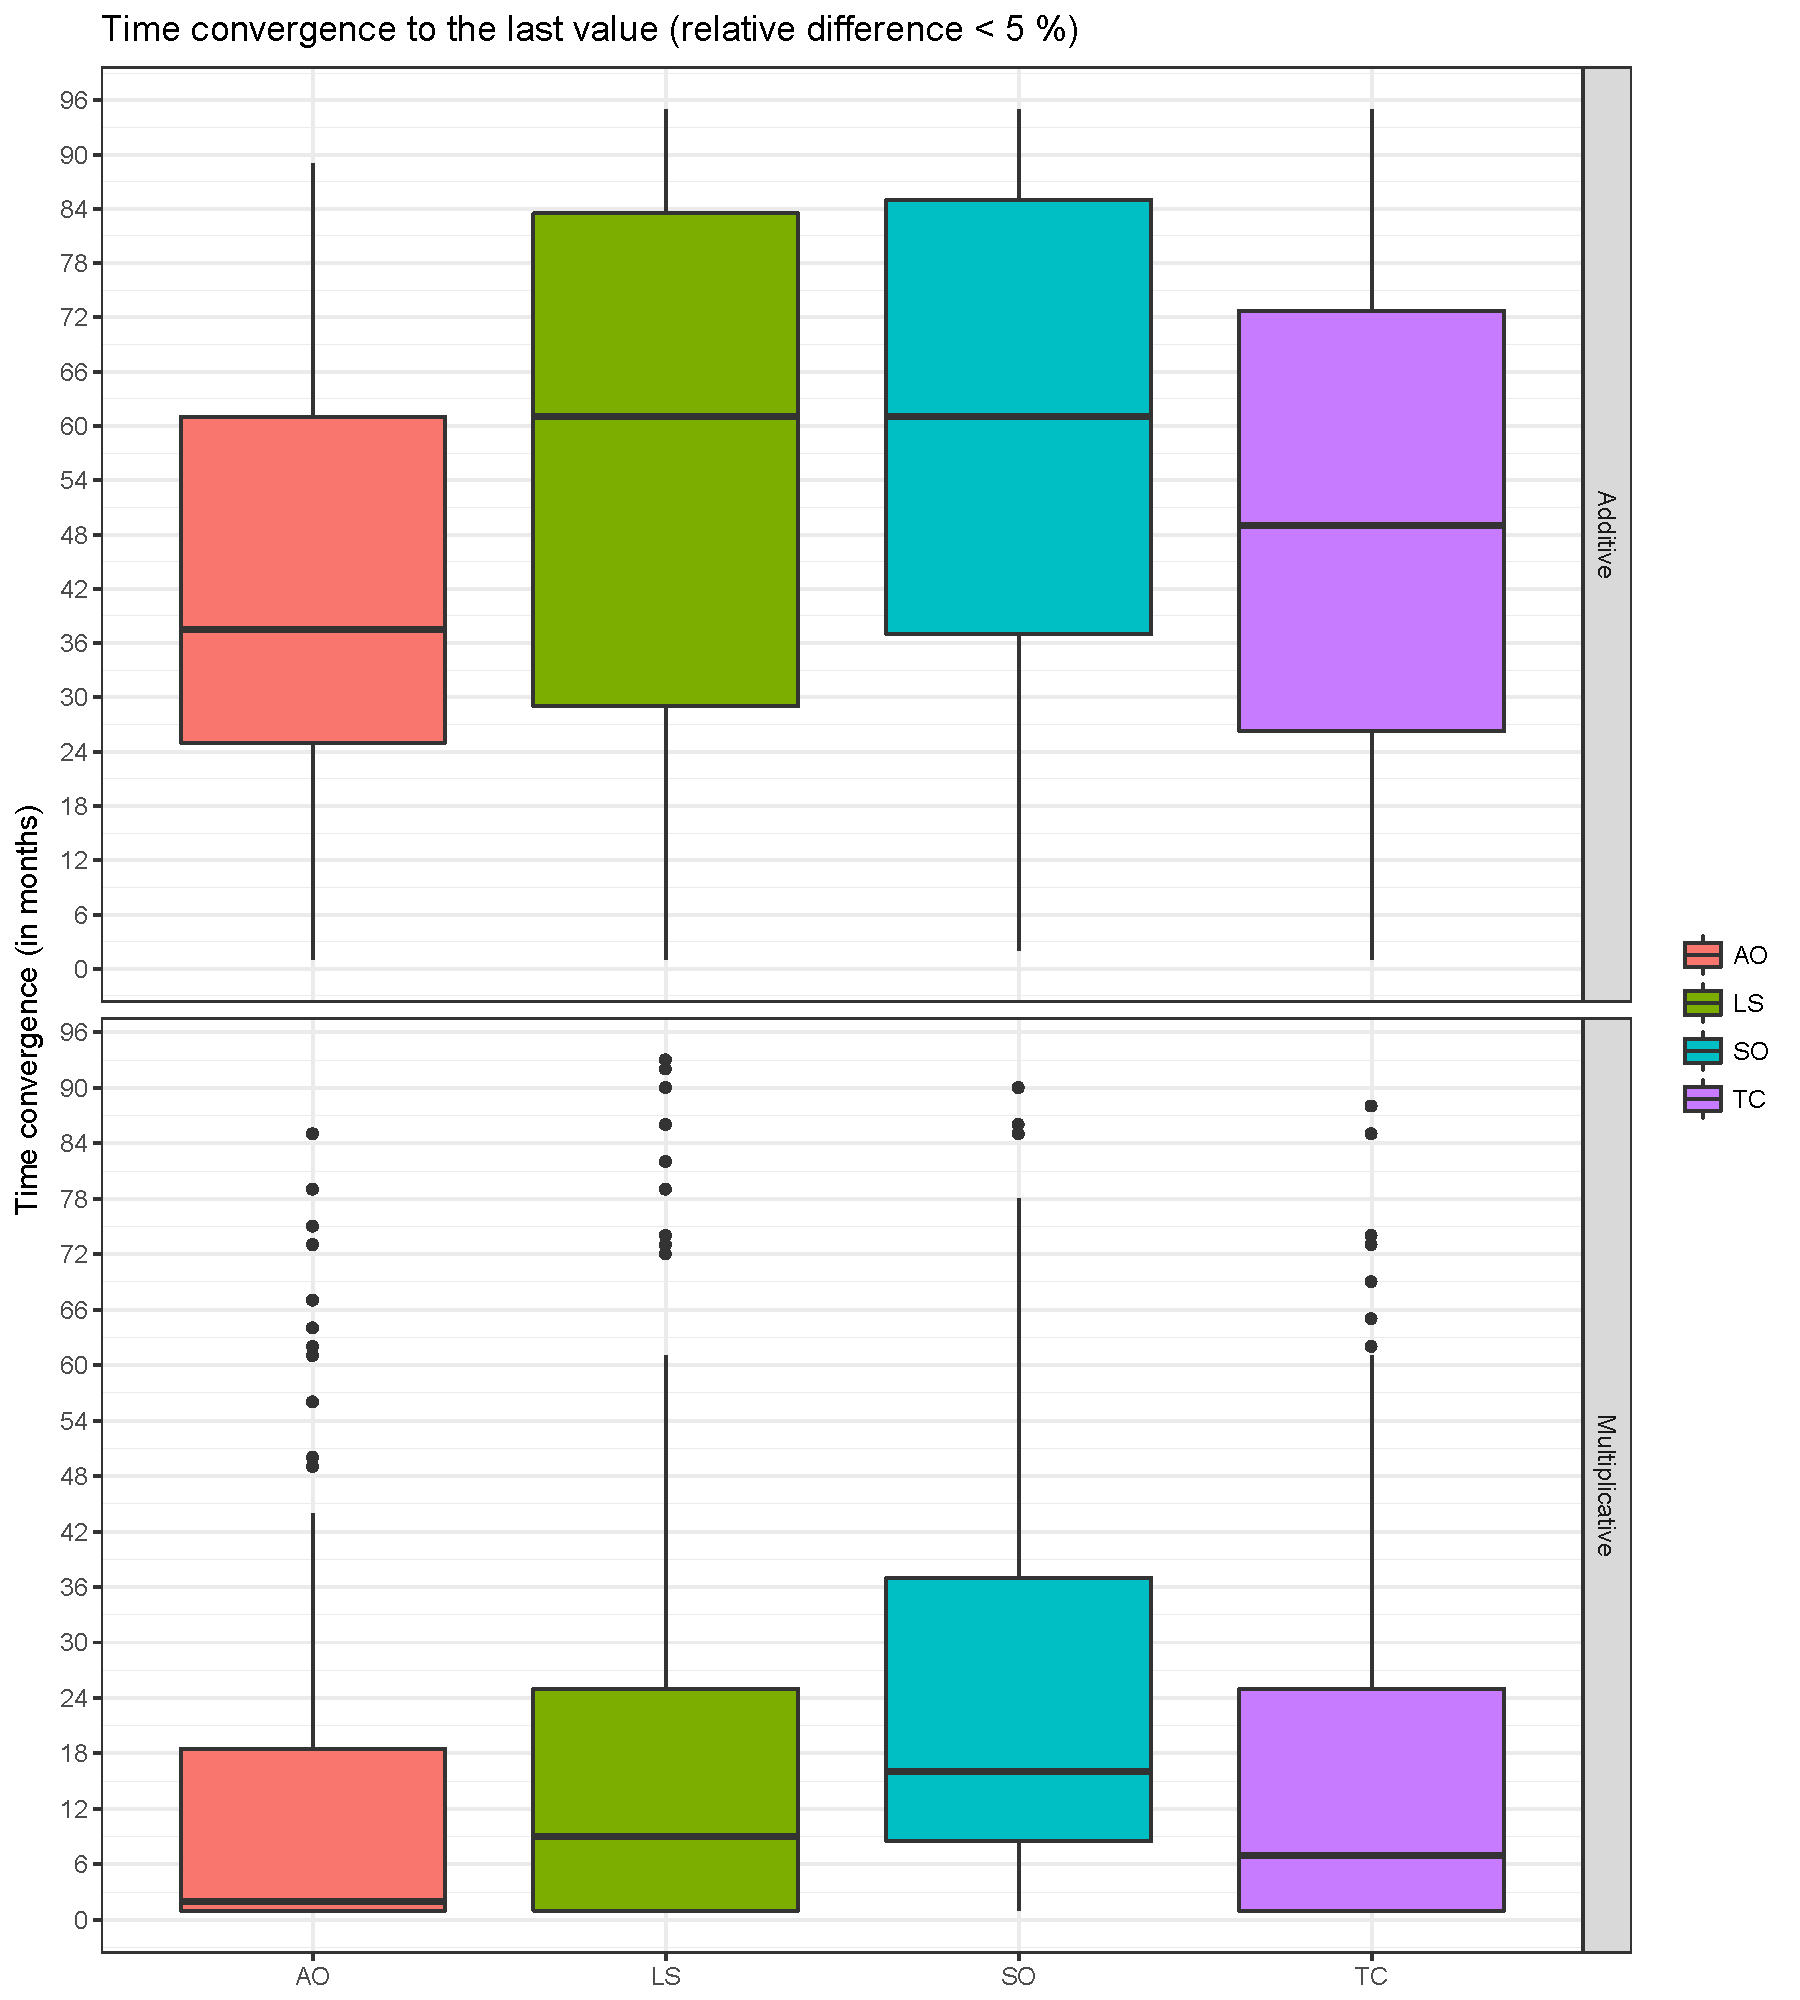 Time convergence to the last value (relative difference < 5 %)
Time convergence (in months)
96
90
84
78
72
66
60
54
48
42
36
30
24
18
12
6
0
Additive
96
90
84
78
72
66
60
54
48
42
36
30
24
18
12
6
0
Multiplicative
AO
LS
SO
TC
AO
LS
SO
TC